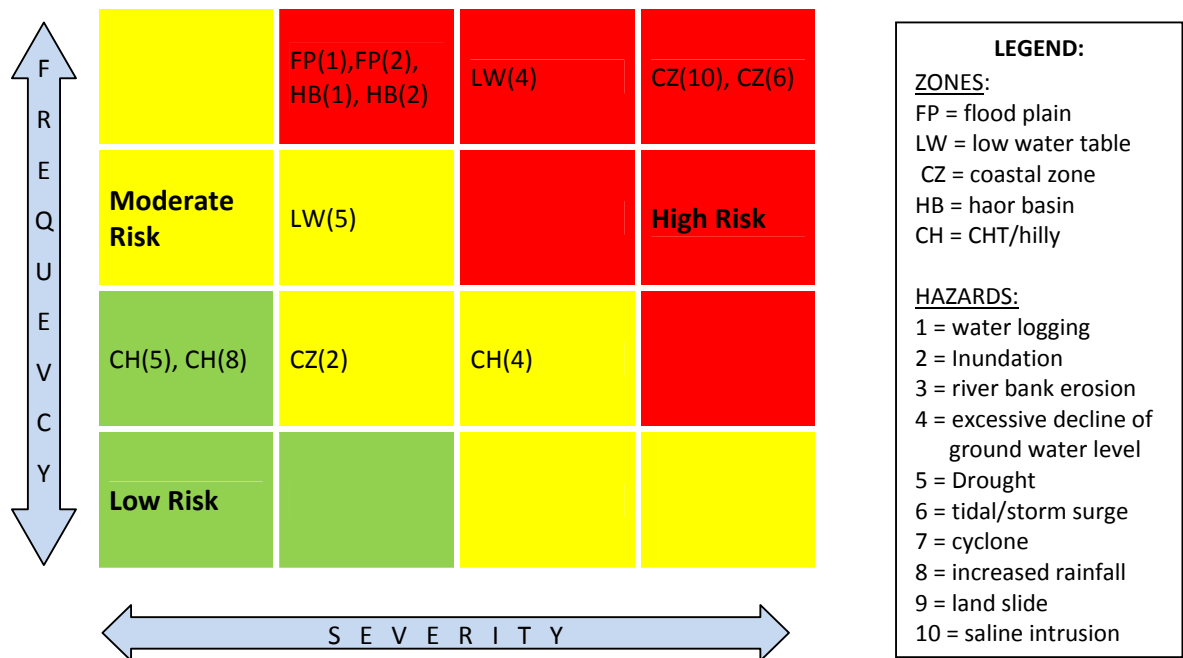 F R E Q U E V C Y
FP(1),FP(2),
HB(1), HB(2)
LW(4)
CZ(10), CZ(6)
Moderate
Risk
LW(5)
High Risk
CH(5), CH(8)
CZ(2)
CH(4)
Low Risk
S E V E R I T Y
LEGEND:
ZONES:
FP = flood plain
LW = low water table
CZ = coastal zone
HB = haor basin
CH = CHT/hilly
HAZARDS:
1 = water logging
2 = Inundation
3 = river bank erosion
4 = excessive decline of
ground water level
5 = Drought
6 = tidal/storm surge
7 = cyclone
8 = increased rainfall
9 = land slide
10 = saline intrusion